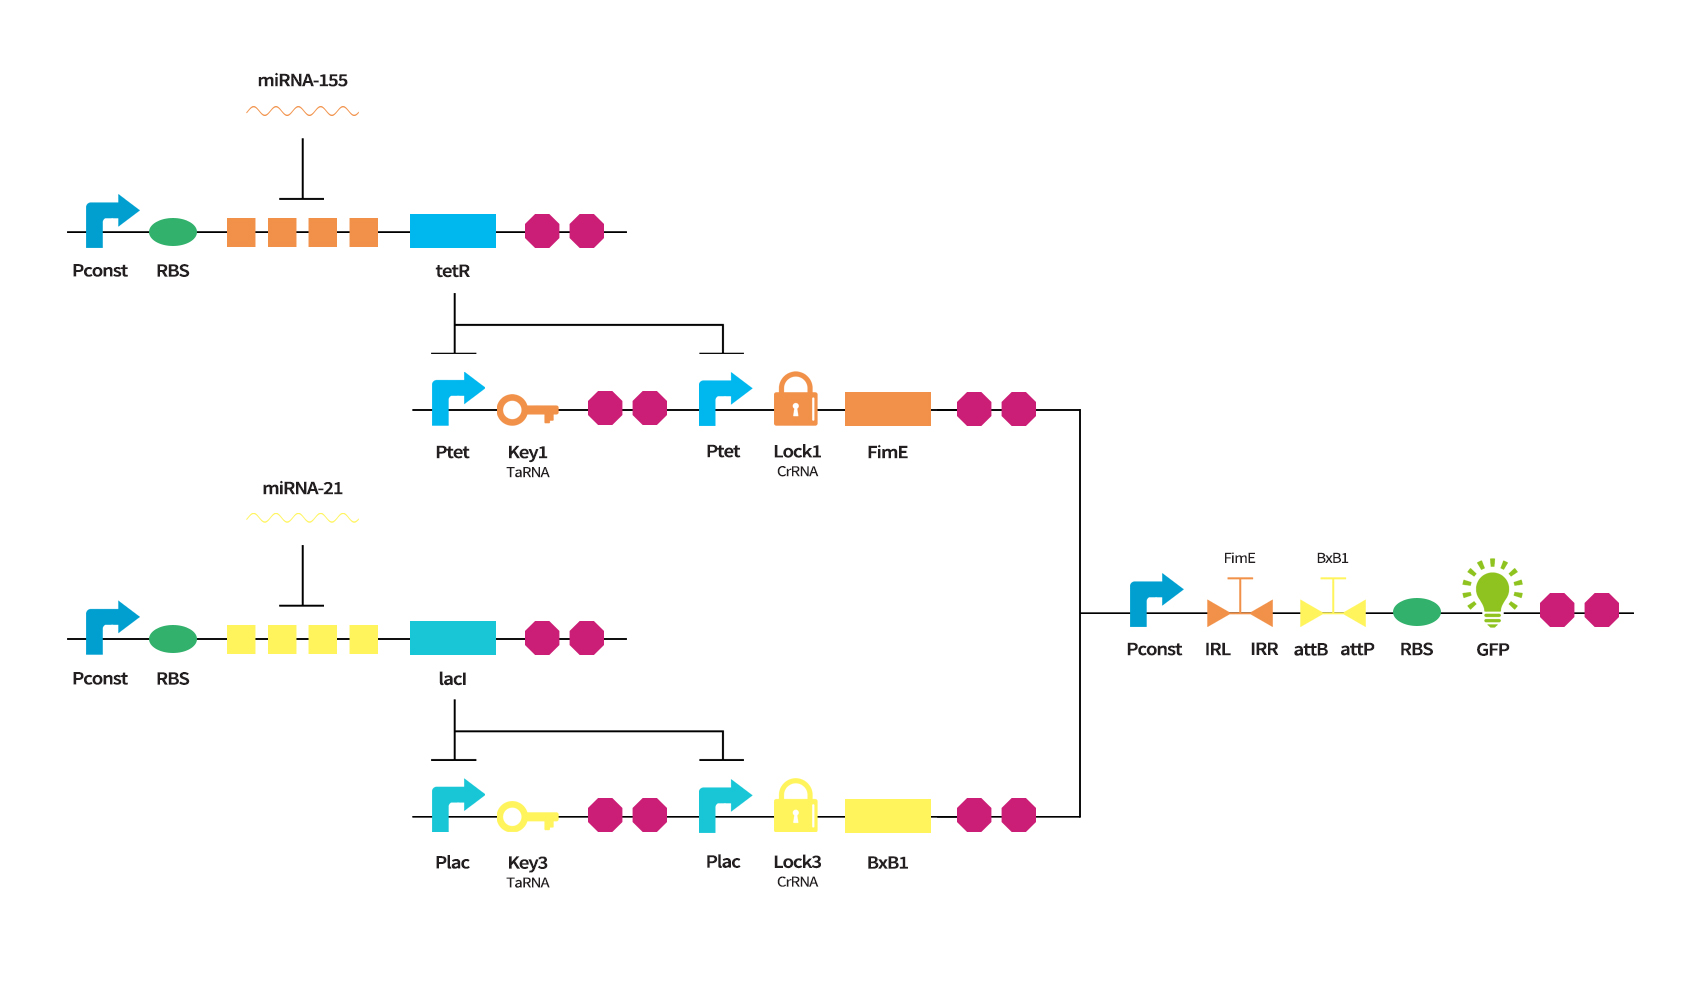 miRNA-155
Pconst RBS tetR
Ptet Key1 Ptet Lock1 FimE
TaRNA CrRNA
miRNA-21
Pconst RBS lacI
Plac Key3 Plac Lock3 BxB1
TaRNA CrRNA
FimE BxB1
Pconst IRL IRR attB attP RBS GFP